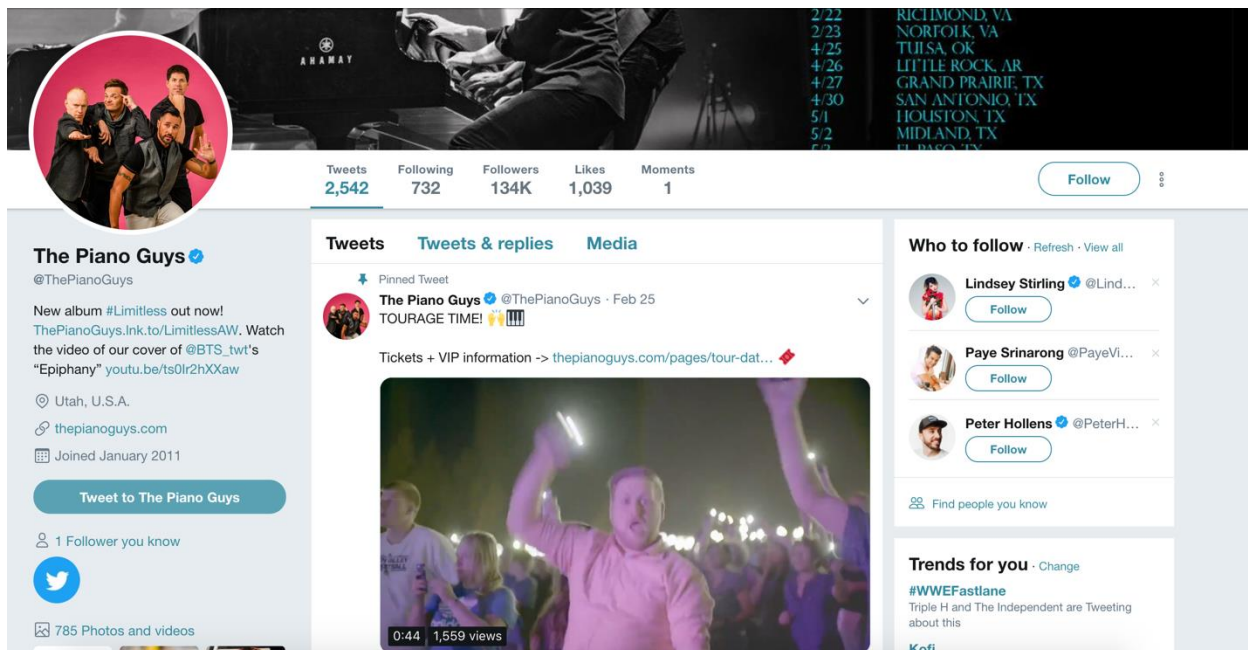 AHAMAY
2/22 RICHMOND, VA
2/23 NORFOLK, VA
4/25 TULSA, OK
4/26 LITTLE ROCK, AR
4/27 GRAND PRAIRIE, TX
4/30 SAN ANTONIO, TX
5/1 HOUSTON, TX
5/2 MIDLAND, TX
5/3 EL PASO, TX
Tweets Following Followers Likes Moments
2,542 732 134K 1,039 1
Follow
The Piano Guys
@ThePianoGuys
New album #Limitless out now!
ThePianoGuys.lnk.to/LimitlessAW. Watch
the video of our cover of @BTS_twt's
“Epiphany” youtu.be/ts0Ir2hXXaw
Utah, U.S.A.
thepianoguys.com
Joined January 2011
Tweet to The Piano Guys
1 Follower you know
785 Photos and videos
Tweets Tweets & replies Media
Pinned Tweet
The Piano Guys @ThePianoGuys · Feb 25
TOURAGE TIME! 🙌🎹
Tickets + VIP information -> thepianoguys.com/pages/tour-dat... 
0:44 1,559 views
Who to follow · Refresh · View all
Lindsey Stirling @Lind...
Follow
Paye Srinarong @PayeVi...
Follow
Peter Hollens @PeterH...
Follow
Find people you know
Trends for you · Change
#WWEFastlane
Triple H and The Independent are Tweeting
about this
Kofi